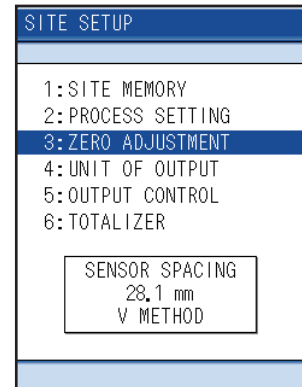 SITE SETUP
1:SITE MEMORY
2:PROCESS SETTING
3:ZERO ADJUSTMENT
4:UNIT OF OUTPUT
5:OUTPUT CONTROL
6:TOTALIZER
SENSOR SPACING
28.1 mm
V METHOD